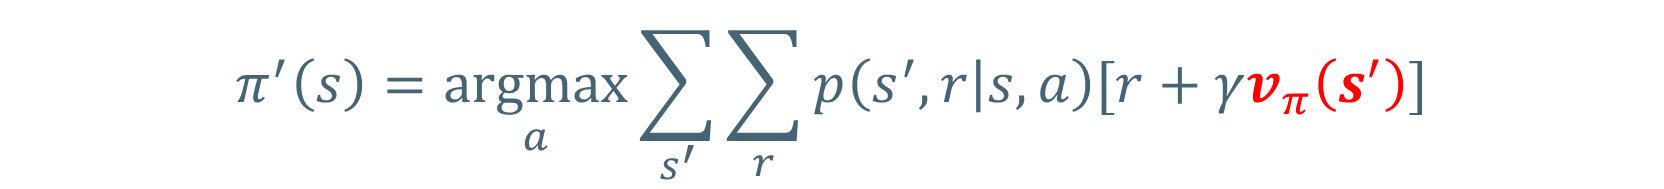 π′(s) = argmax_a ∑_{s′} ∑_r p(s′, r|s, a)[r + γv_π(s′)]